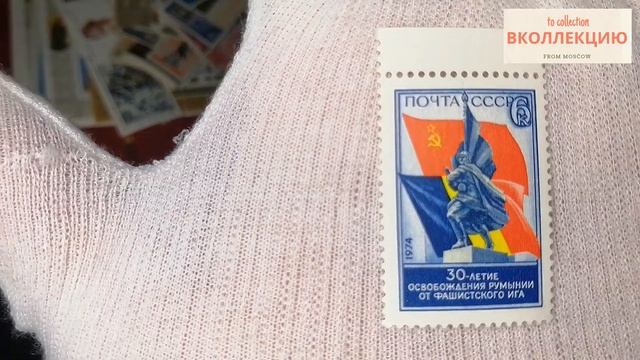 to collection
ВКОЛЛЕКЦИЮ
FROM MOSCOW
ПОЧТА СССР
6
К
1974
30-ЛЕТИЕ
ОСВОБОЖДЕНИЯ РУМЫНИИ
ОТ ФАШИСТСКОГО ИГА